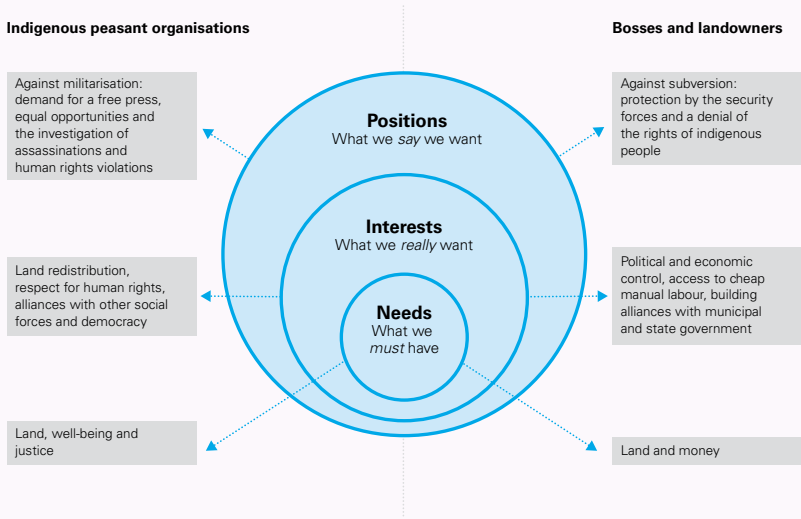 Indigenous peasant organisations
Bosses and landowners
Against militarisation:
demand for a free press,
equal opportunities and
the investigation of
assassinations and
human rights violations
Positions
What we say we want
Against subversion:
protection by the security
forces and a denial of
the rights of indigenous
people
Land redistribution,
respect for human rights,
alliances with other social
forces and democracy
Interests
What we really want
Political and economic
control, access to cheap
manual labour, building
alliances with municipal
and state government
Needs
What we
must have
Land, well-being and
justice
Land and money